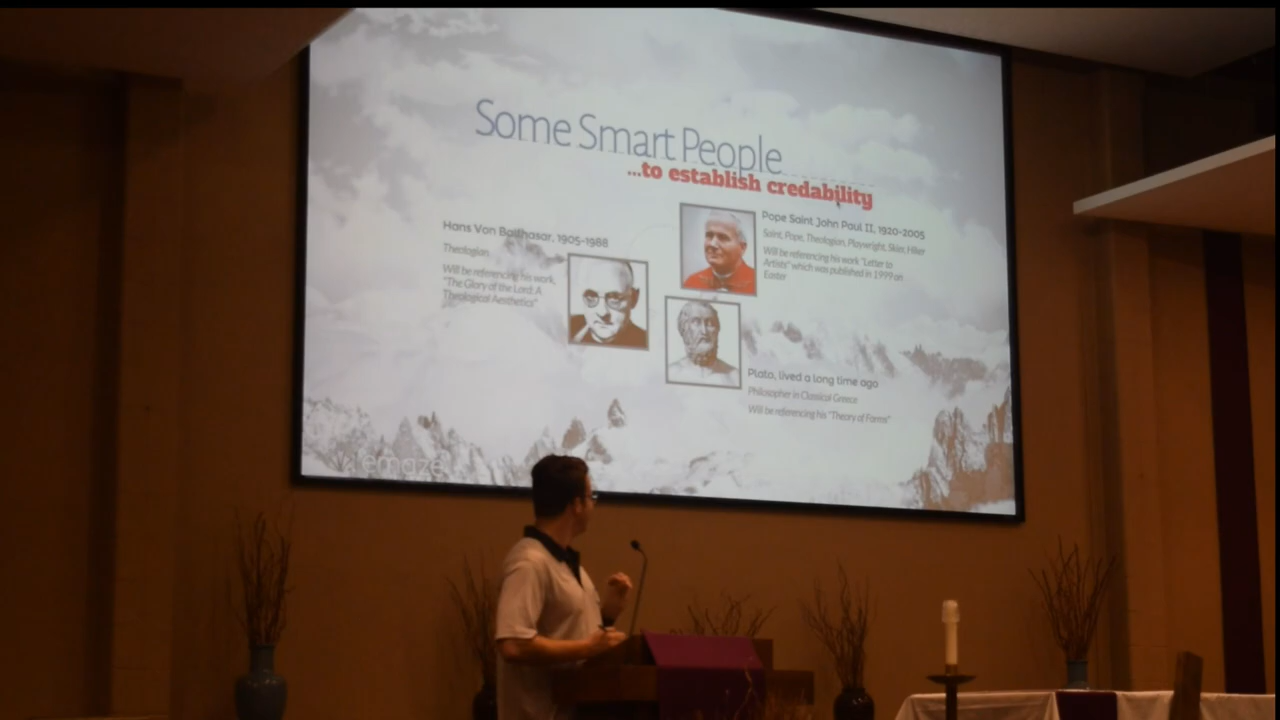 Some Smart People
...to establish credability
Hans Von Balthasar, 1905-1988
Theologian
Will be referencing his work,
"The Glory of the Lord: A
Theological Aesthetics"
Pope Saint John Paul II, 1920-2005
Saint, Pope, Theologian, Playwright, Skier, Hiker
Will be referencing his work "Letter to
Artists" which was published in 1999 on
Easter
Plato, lived a long time ago
Philosopher in Classical Greece
Will be referencing his "Theory of Forms"
emaze